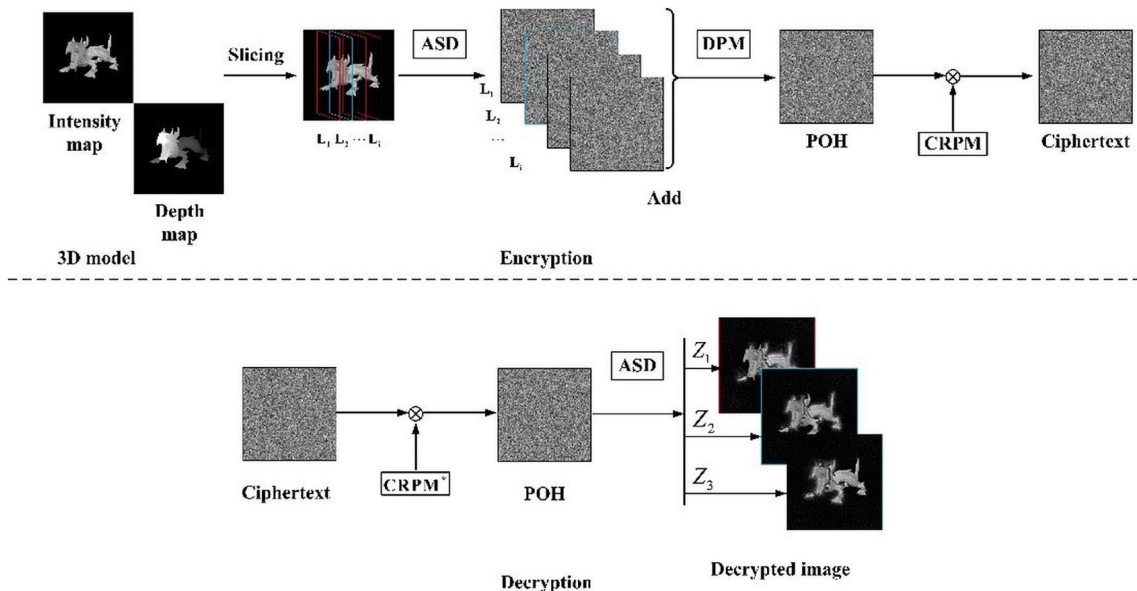 Intensity
map
Depth
map
3D model
Slicing
L₁ L₂ ⋯ Lᵢ
ASD
L₁
L₂
...
Lᵢ
Add
DPM
POH
CRPM
Ciphertext
Encryption
Ciphertext
CRPM*
POH
ASD
Z₁
Z₂
Z₃
Decrypted image
Decryption